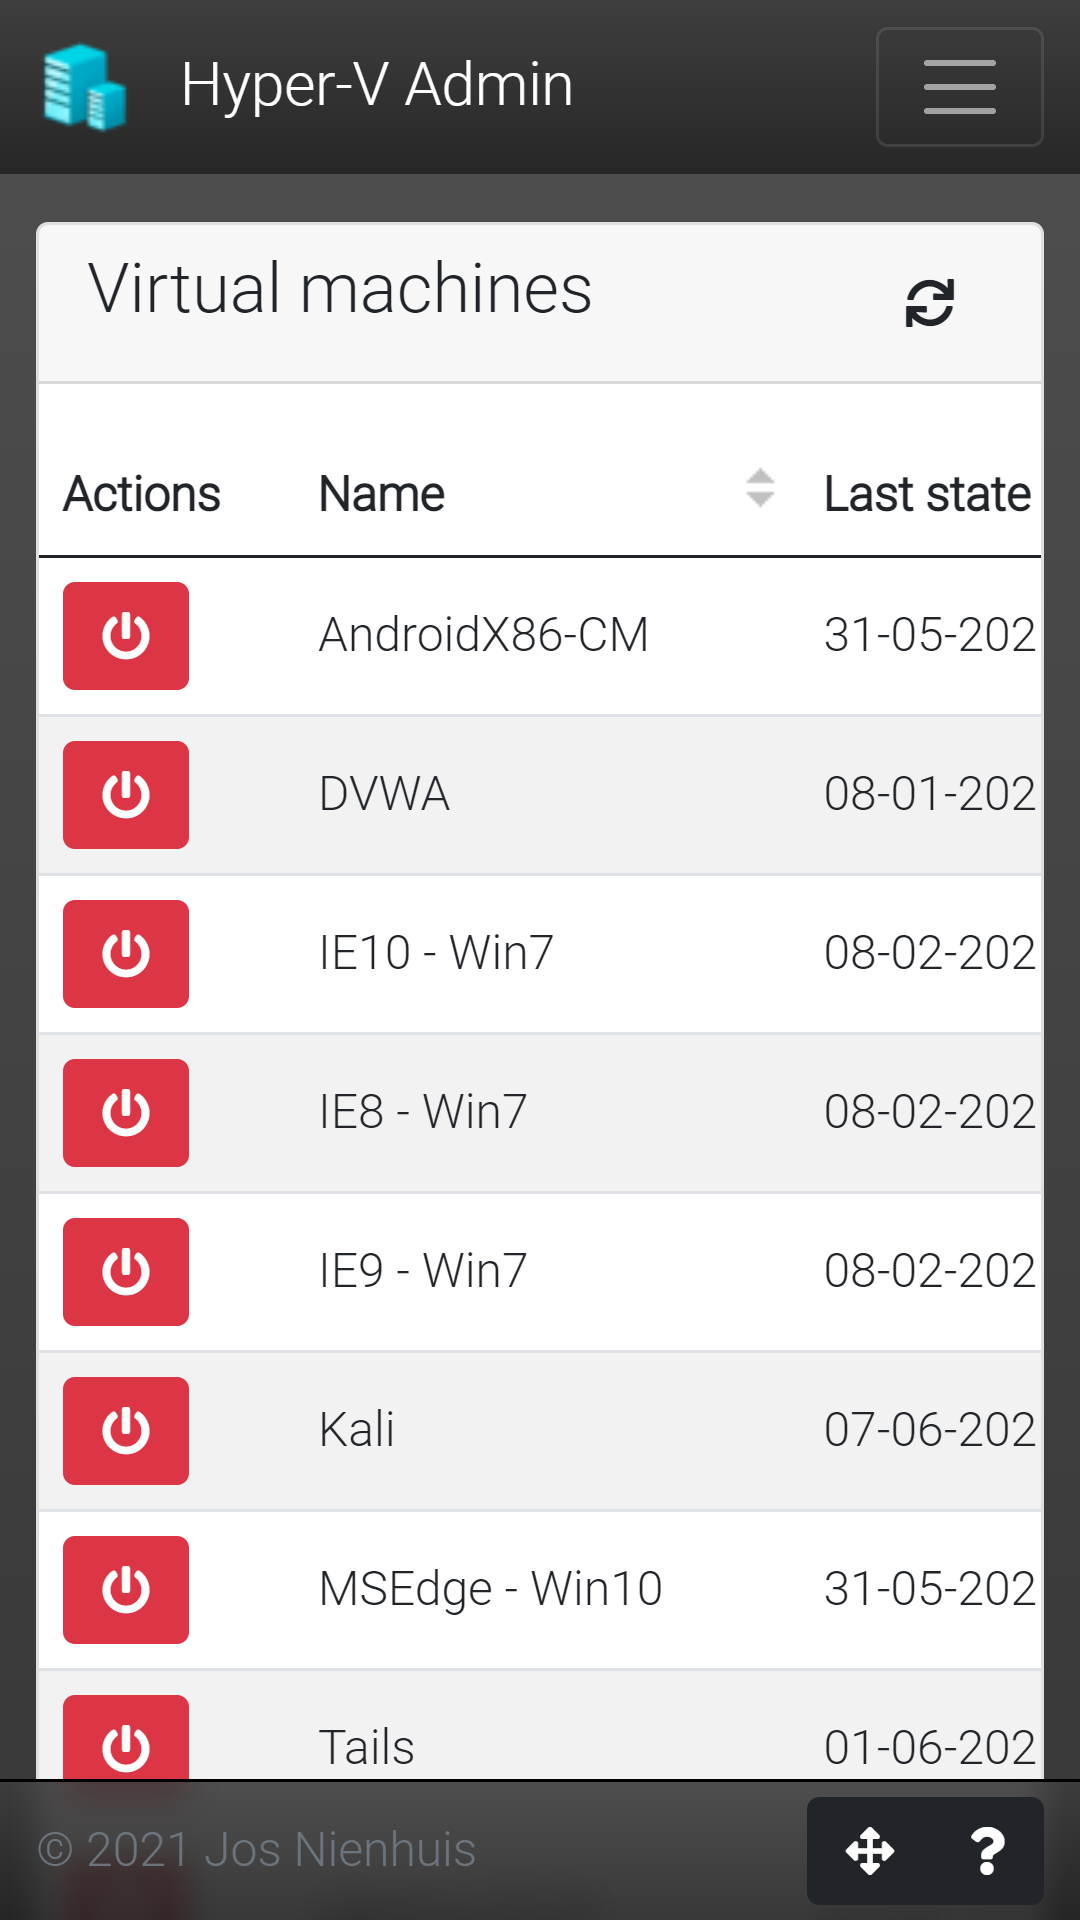 Hyper-V Admin
Virtual machines
Actions Name Last state
AndroidX86-CM 31-05-202
DVWA 08-01-202
IE10 - Win7 08-02-202
IE8 - Win7 08-02-202
IE9 - Win7 08-02-202
Kali 07-06-202
MSEdge - Win10 31-05-202
Tails 01-06-202
© 2021 Jos Nienhuis